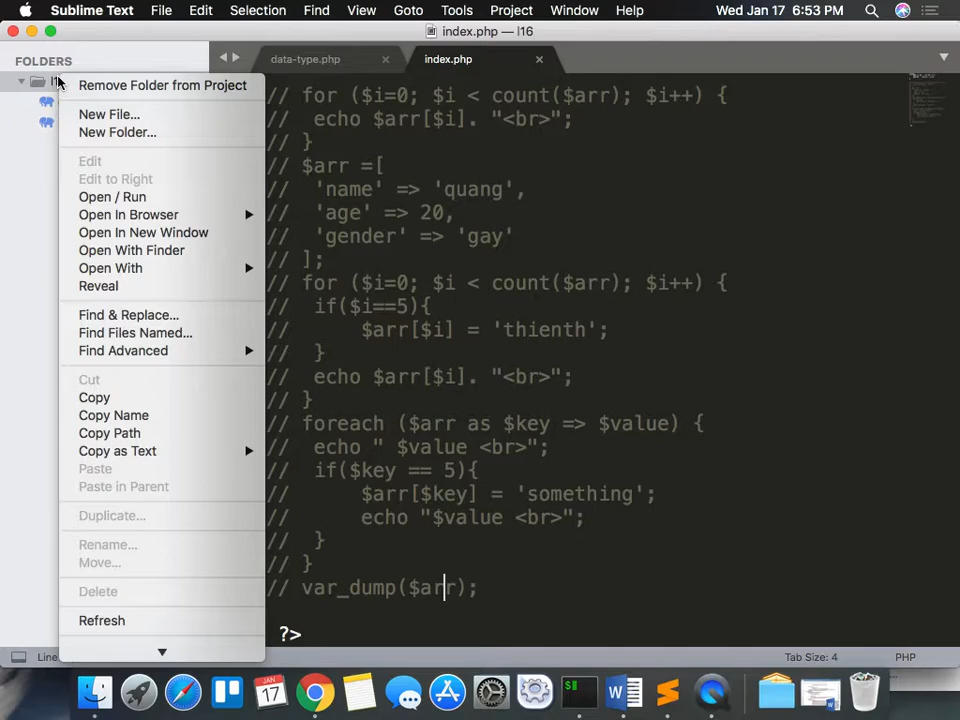 Sublime Text File Edit Selection Find View Goto Tools Project Window Help Wed Jan 17 6:53 PM
index.php — l16
FOLDERS
data-type.php
index.php
Remove Folder from Project
New File...
New Folder...
Edit
Edit to Right
Open / Run
Open In Browser
Open In New Window
Open With Finder
Open With
Reveal
Find & Replace...
Find Files Named...
Find Advanced
Cut
Copy
Copy Name
Copy Path
Copy as Text
Paste
Paste in Parent
Duplicate...
Rename...
Move...
Delete
Refresh
// for ($i=0; $i < count($arr); $i++) {
// echo $arr[$i]. "<br>";
// }
// $arr =[
// 'name' => 'quang',
// 'age' => 20,
// 'gender' => 'gay'
// ];
// for ($i=0; $i < count($arr); $i++) {
// if($i==5){
// $arr[$i] = 'thienth';
// }
// echo $arr[$i]. "<br>";
// }
// foreach ($arr as $key => $value) {
// echo " $value <br>";
// if($key == 5){
// $arr[$key] = 'something';
// echo "$value <br>";
// }
// }
// var_dump($arr);
?>
Line
Tab Size: 4
PHP
JAN
17